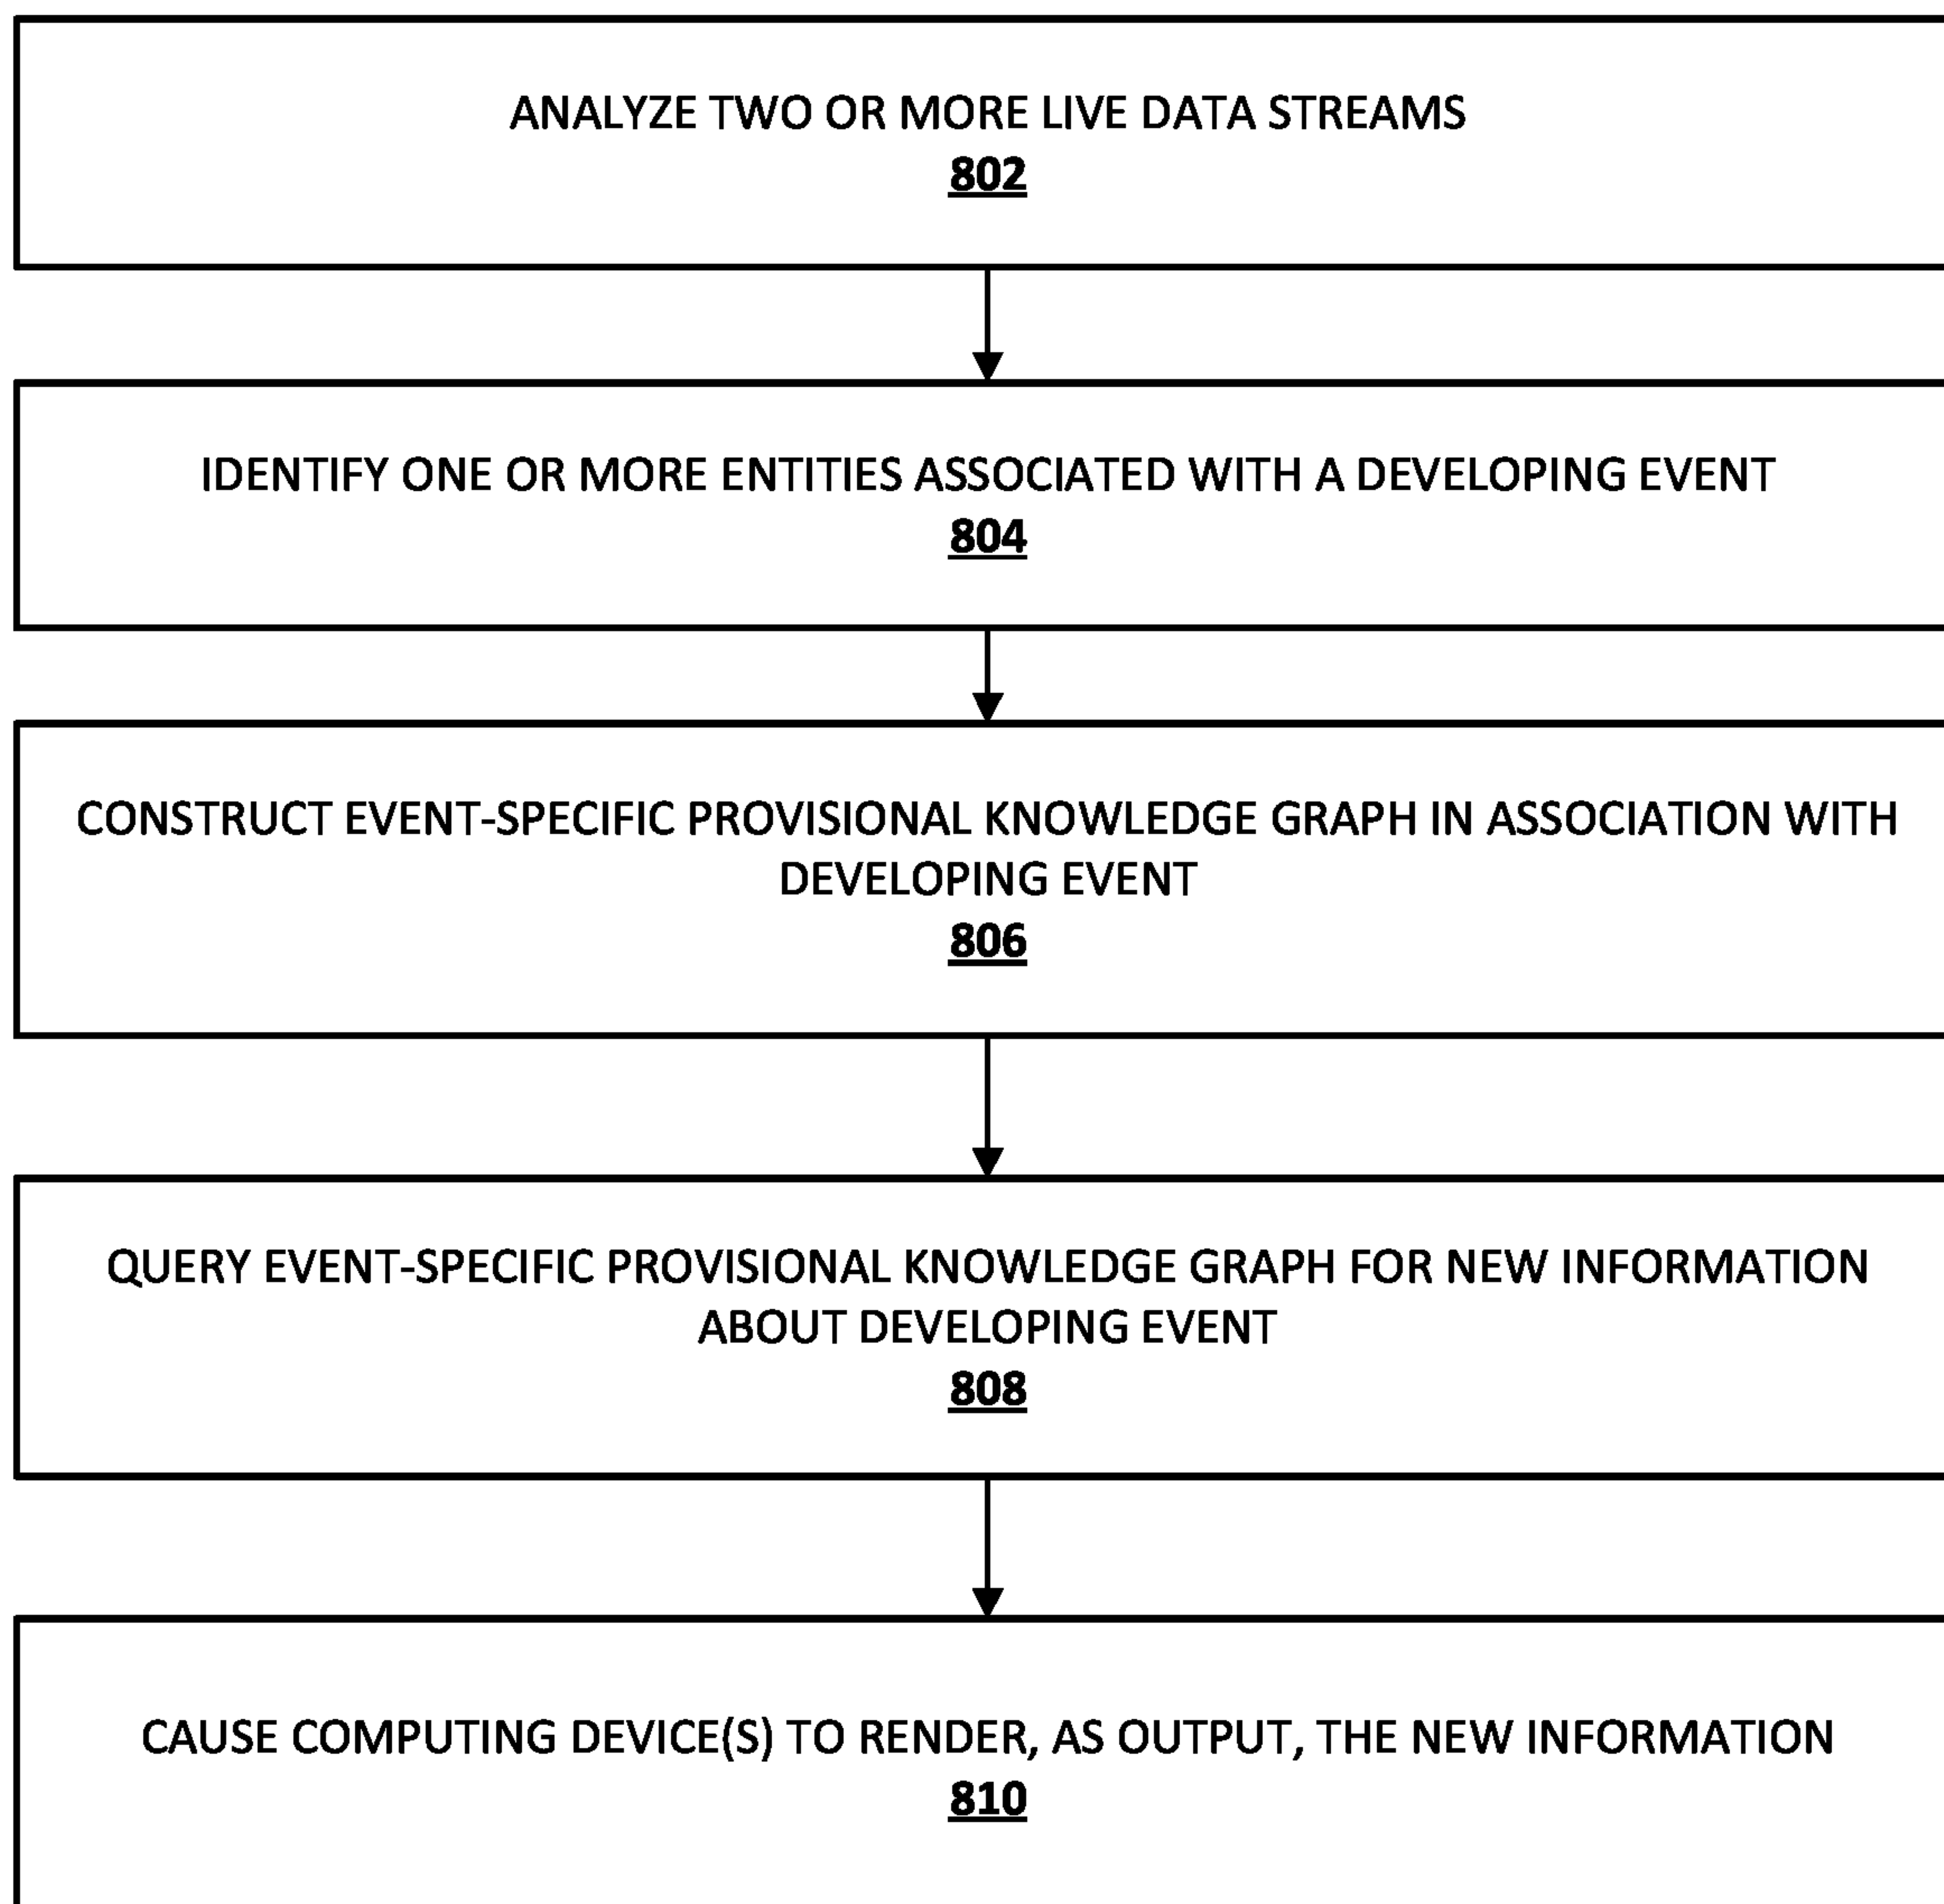 ANALYZE TWO OR MORE LIVE DATA STREAMS
802
IDENTIFY ONE OR MORE ENTITIES ASSOCIATED WITH A DEVELOPING EVENT
804
CONSTRUCT EVENT-SPECIFIC PROVISIONAL KNOWLEDGE GRAPH IN ASSOCIATION WITH
DEVELOPING EVENT
806
QUERY EVENT-SPECIFIC PROVISIONAL KNOWLEDGE GRAPH FOR NEW INFORMATION
ABOUT DEVELOPING EVENT
808
CAUSE COMPUTING DEVICE(S) TO RENDER, AS OUTPUT, THE NEW INFORMATION
810